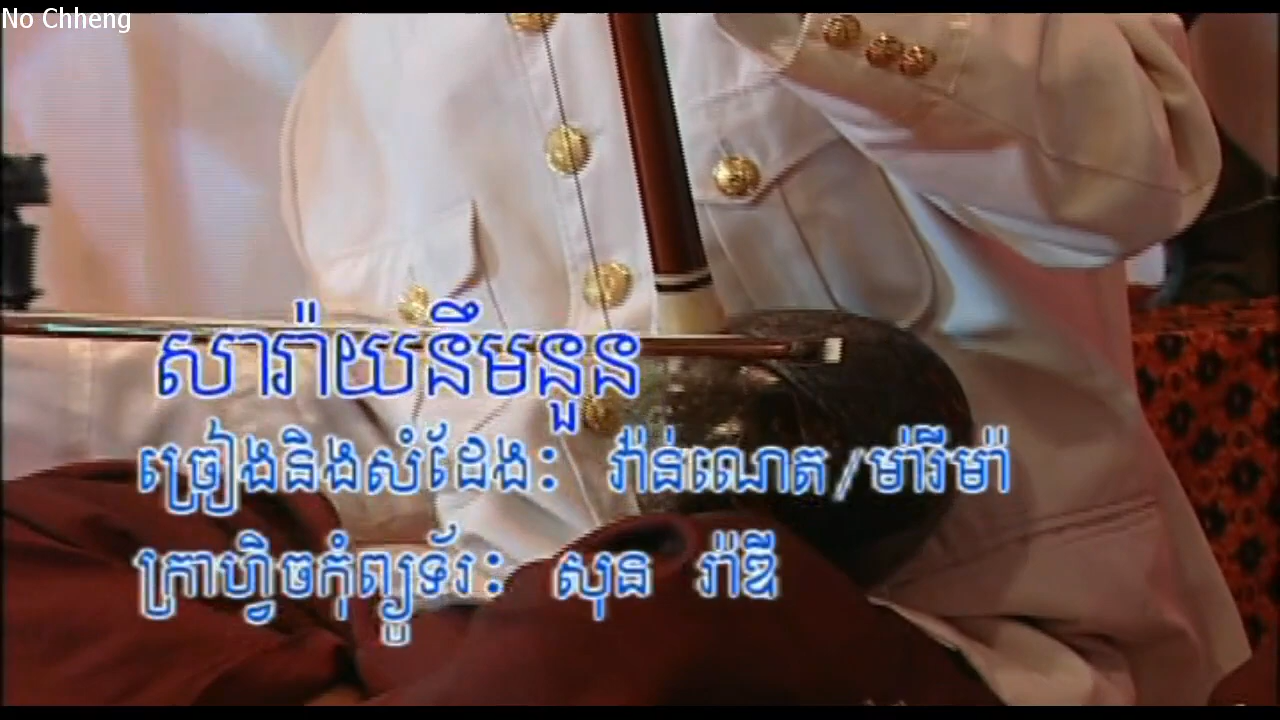 No Chheng
សារ៉ាយនឹមនួន
ច្រៀងនិងសំដែង: វ៉ាន់ណេត/ម៉ារីម៉ា
ក្រាហ្វិចកុំព្យូទ័រ: សុន រ៉ាឌី